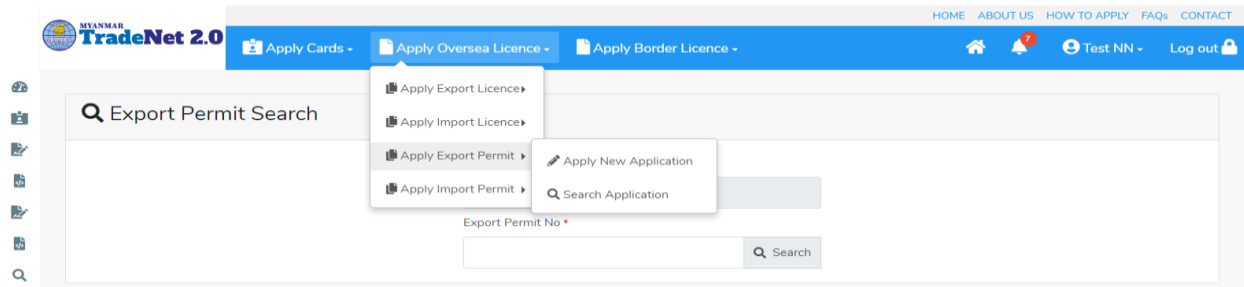 HOME ABOUT US HOW TO APPLY FAQs CONTACT
MYANMAR
TradeNet 2.0
Apply Cards
Apply Oversea Licence
Apply Border Licence
7
Test NN
Log out
Apply Export Licence
Export Permit Search
Apply Import Licence
Apply Export Permit
Apply New Application
Apply Import Permit
Search Application
Export Permit No *
Search